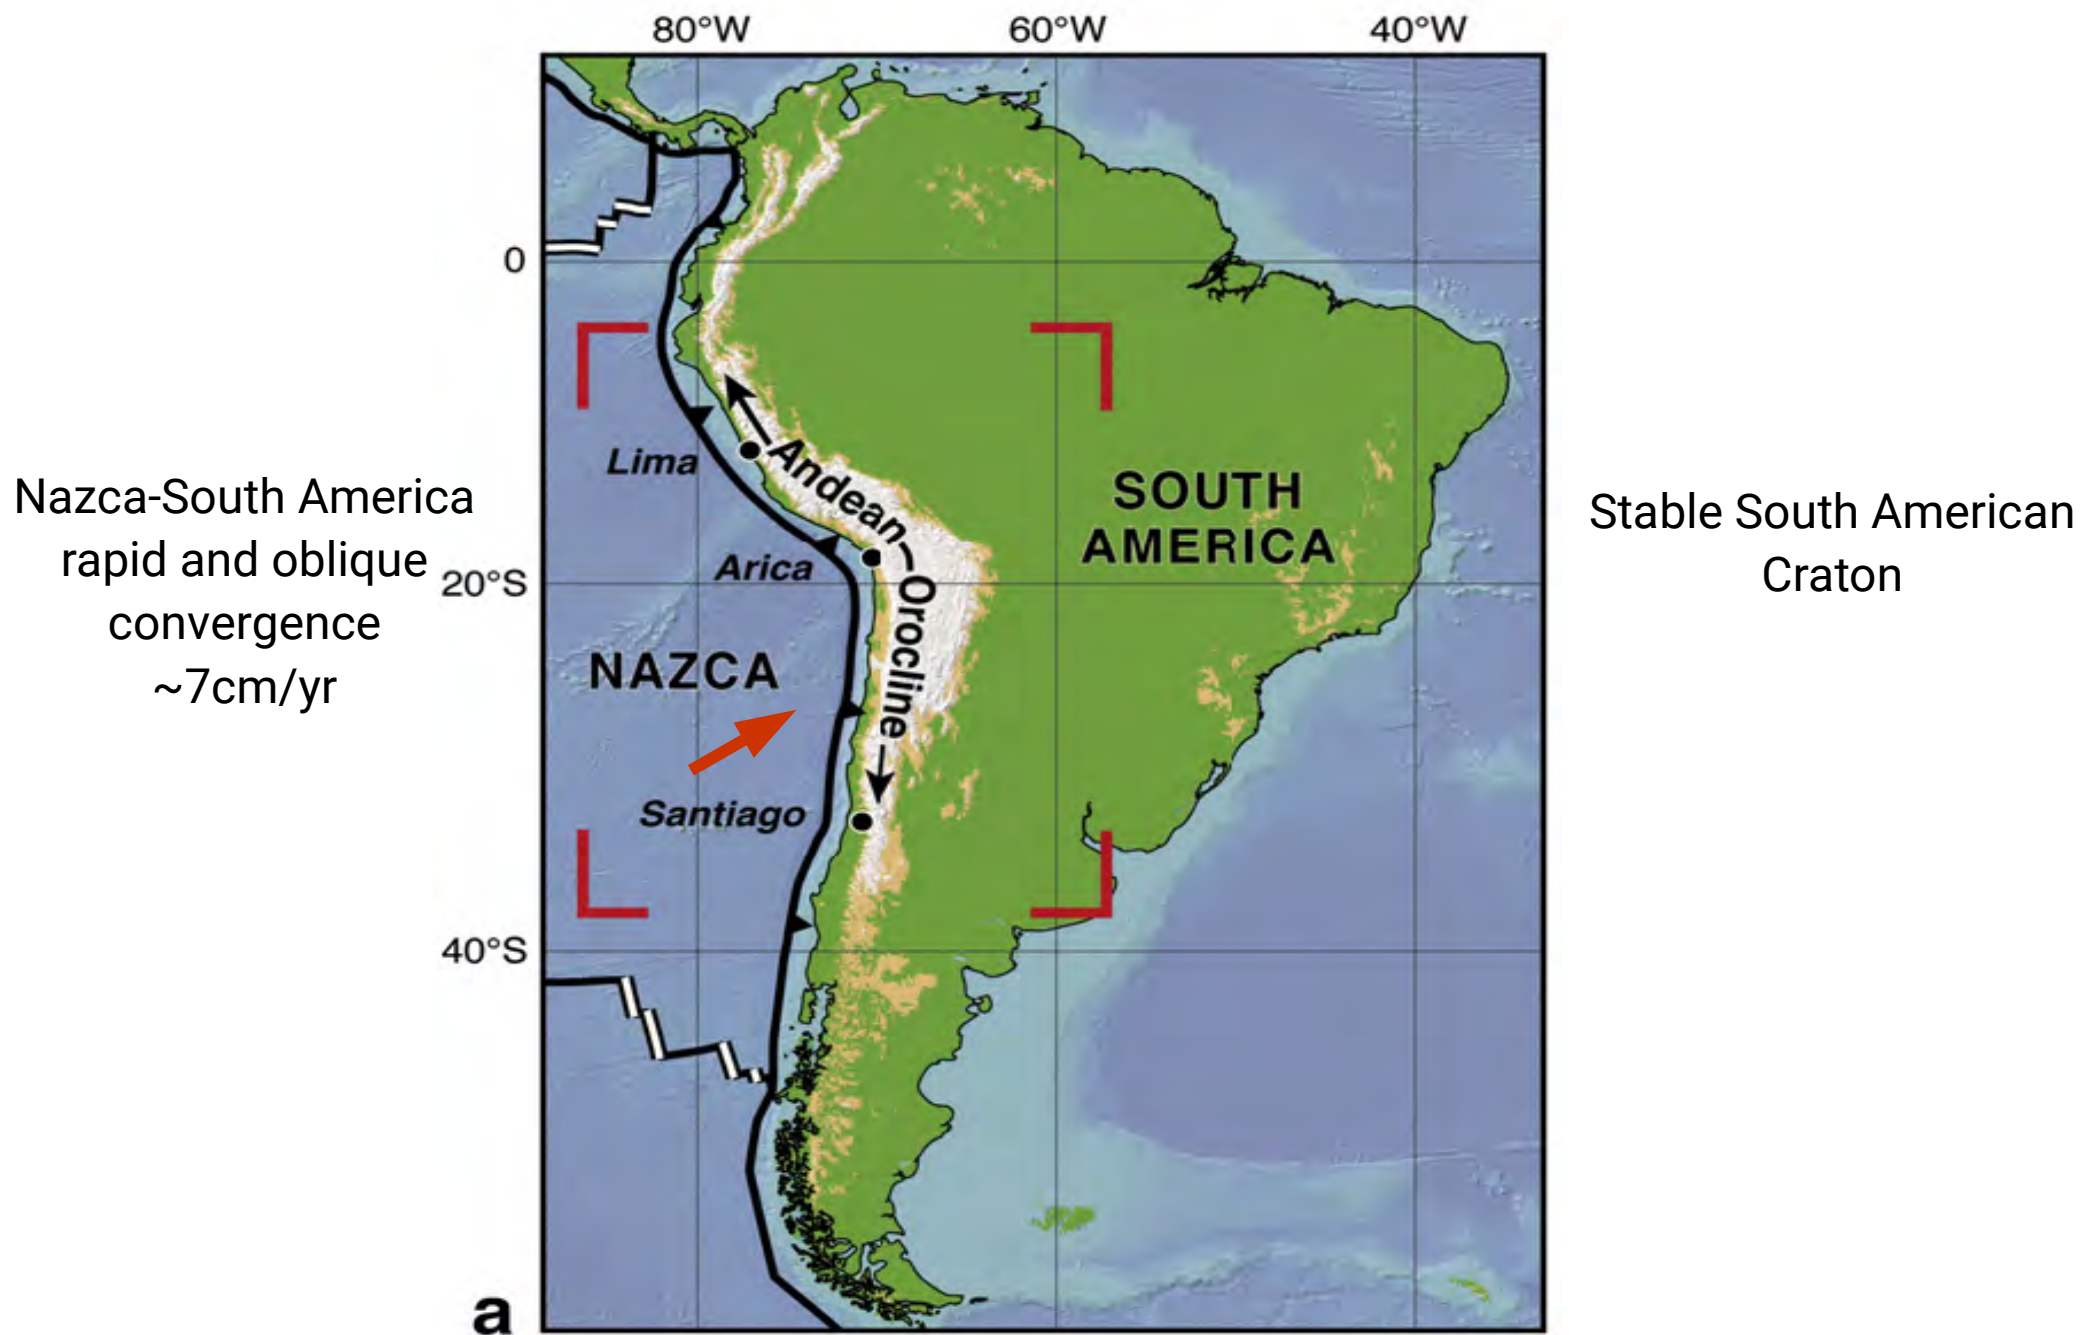 80°W
60°W
40°W
0
20°S
40°S
Nazca-South America
rapid and oblique
convergence
~7cm/yr
Lima
Andean
Orocline
Arica
NAZCA
Santiago
SOUTH
AMERICA
Stable South American
Craton
a